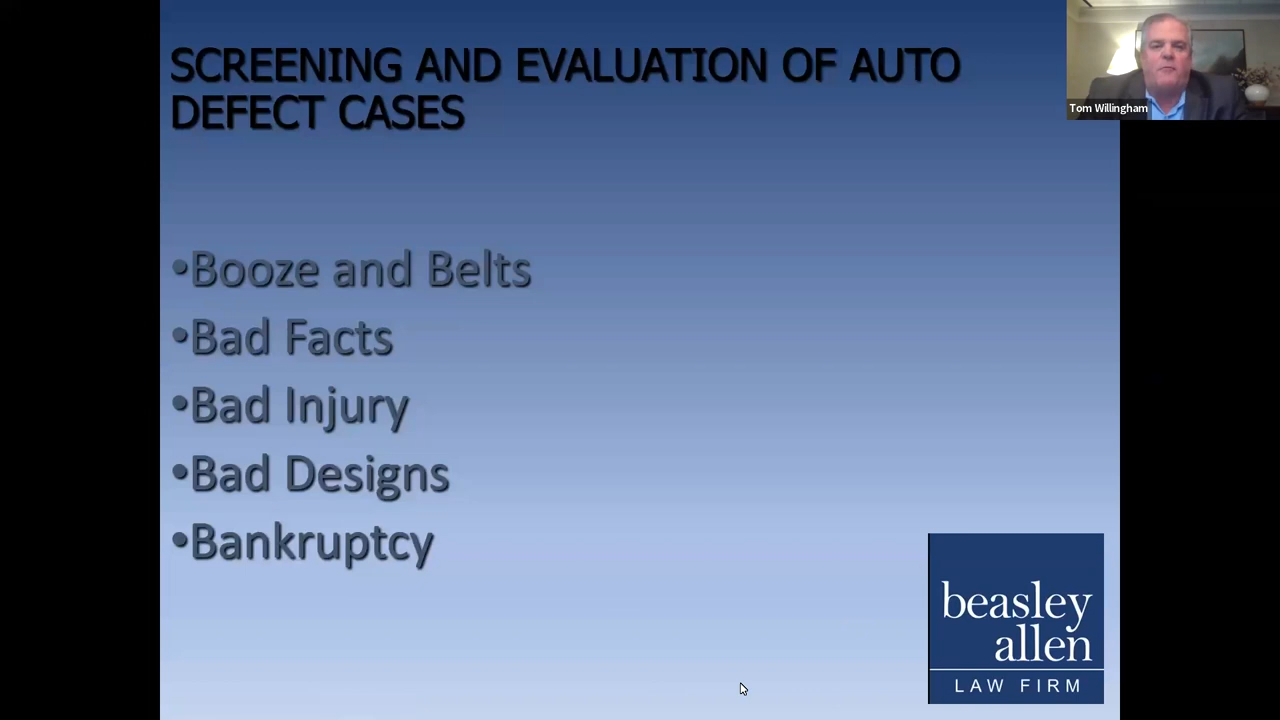 SCREENING AND EVALUATION OF AUTO
DEFECT CASES
Tom Willingham
•Booze and Belts
•Bad Facts
•Bad Injury
•Bad Designs
•Bankruptcy
beasley
allen
LAW FIRM